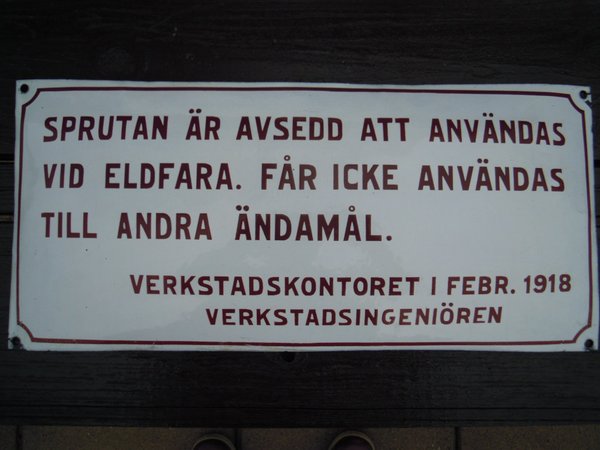 SPRUTAN ÄR AVSEDD ATT ANVÄNDAS
VID ELDFARA. FÅR ICKE ANVÄNDAS
TILL ANDRA ÄNDAMÅL.
VERKSTADSKONTORET I FEBR. 1918
VERKSTADSINGENIÖREN